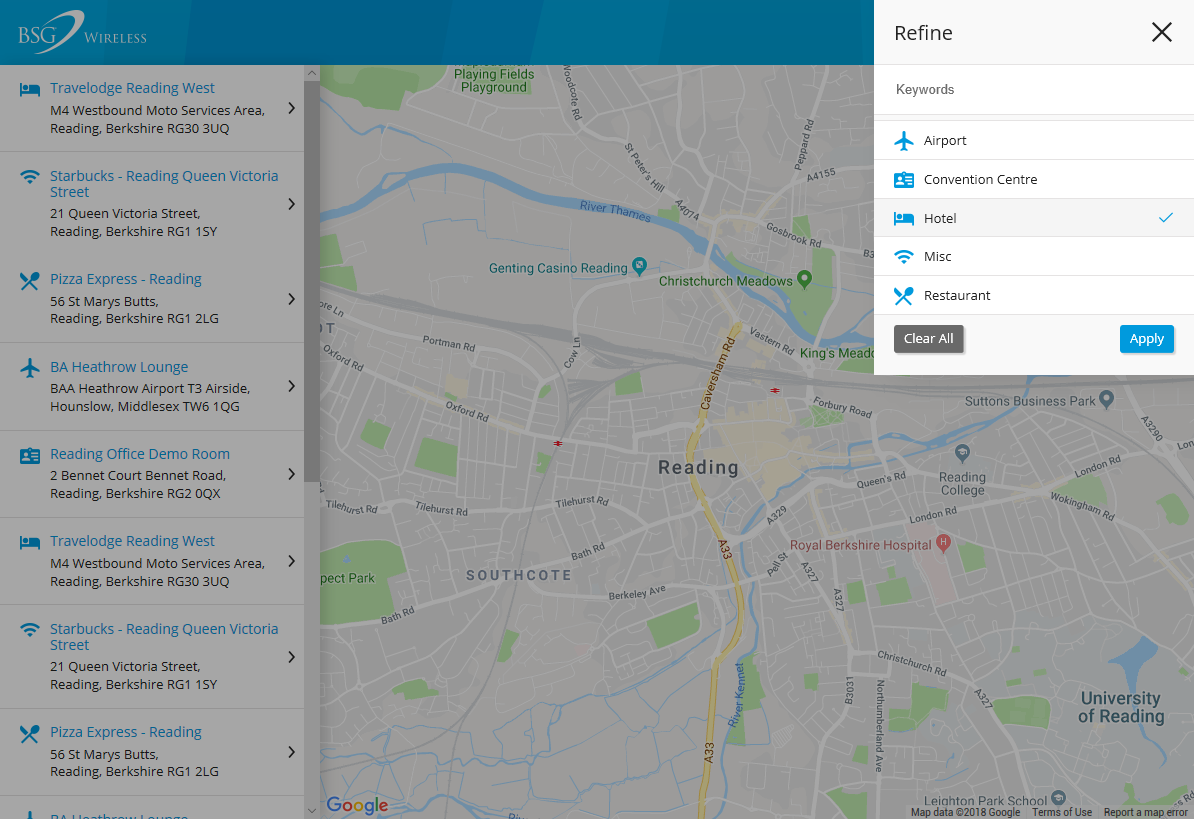 BSG WIRELESS
Travelodge Reading West
M4 Westbound Moto Services Area,
Reading, Berkshire RG30 3UQ
Starbucks - Reading Queen Victoria
Street
21 Queen Victoria Street,
Reading, Berkshire RG1 1SY
Pizza Express - Reading
56 St Marys Butts,
Reading, Berkshire RG1 2LG
BA Heathrow Lounge
BAA Heathrow Airport T3 Airside,
Hounslow, Middlesex TW6 1QG
Reading Office Demo Room
2 Bennet Court Bennet Road,
Reading, Berkshire RG2 0QX
Travelodge Reading West
M4 Westbound Moto Services Area,
Reading, Berkshire RG30 3UQ
Starbucks - Reading Queen Victoria
Street
21 Queen Victoria Street,
Reading, Berkshire RG1 1SY
Pizza Express - Reading
56 St Marys Butts,
Reading, Berkshire RG1 2LG
BA Heathrow Lounge
Playing Fields
Playground
Woodcote Rd
St Peter's Hill
Peppard Rd
A4155
River Thames
A4074
Gosbrook Rd
Genting Casino Reading
Christchurch Meadows
Portman Rd
Cow Ln
Caversham Rd
Vastern Rd
Oxford Rd
Oxford Rd
Forbury Road
Suttons Business Park
A3290
Reading
Reading
College
London Rd
Queen's Rd
Tilehurst Rd
Tilehurst Rd
Tilehurst Rd
A329
London Rd
Wokingham Rd
Bath Rd
A33
Royal Berkshire Hospital
H
Pell St
A327
SOUTHCOTE
Berkeley Ave
A327
Bath Rd
Christchurch Rd
A327
River Kennet
B3031
Northumberland Ave
University
of Reading
A33
Leighton Park School
Google
Map data ©2018 Google
Terms of Use
Report a map error
Refine
Keywords
Airport
Convention Centre
Hotel
Misc
Restaurant
Clear All
Apply